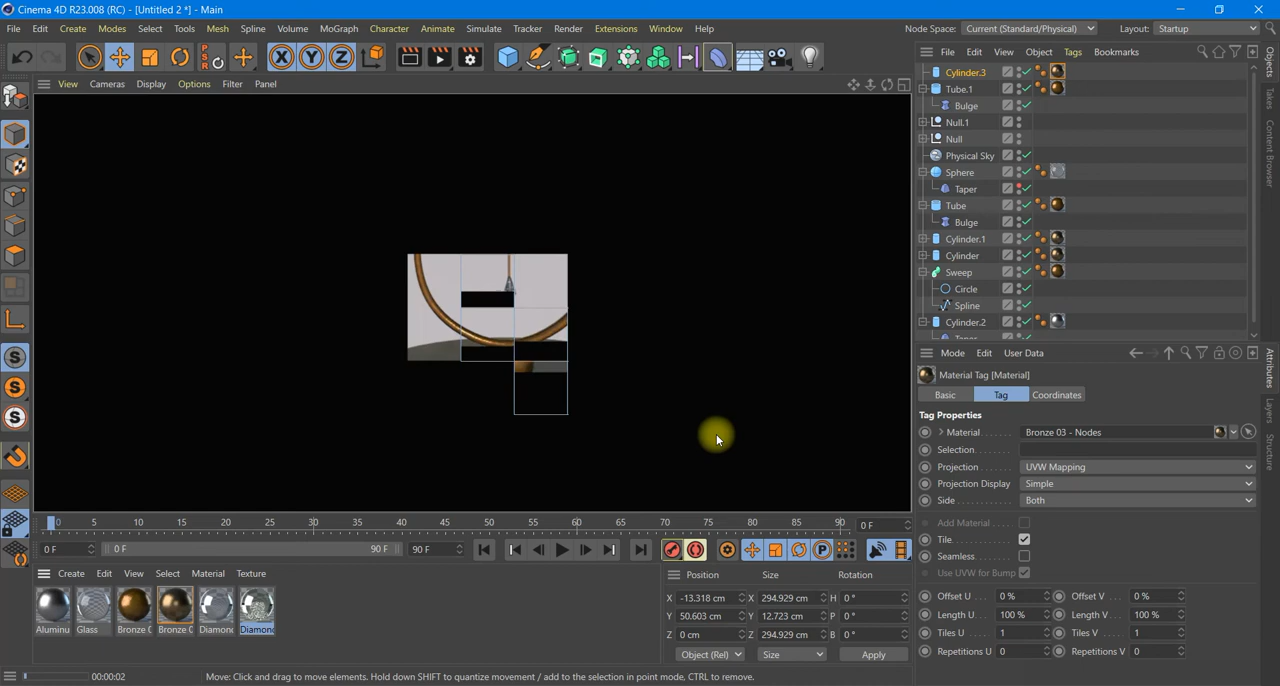 Cinema 4D R23.008 (RC) - [Untitled 2 *] - Main
File Edit Create Modes Select Tools Mesh Spline Volume MoGraph Character Animate Simulate Tracker Render Extensions Window Help
Node Space: Current (Standard/Physical) Layout: Startup
File Edit View Object Tags Bookmarks
View Cameras Display Options Filter Panel
Cylinder.3
Tube.1
Bulge
Null.1
Null
Physical Sky
Sphere
Taper
Tube
Bulge
Cylinder.1
Cylinder
Sweep
Circle
Spline
Cylinder.2
Taper
Objects
Takes
Content Browser
Attributes
Layers
Structure
Mode Edit User Data
Material Tag [Material]
Basic Tag Coordinates
Tag Properties
Material Bronze 03 - Nodes
Selection
Projection UVW Mapping
Projection Display Simple
Side Both
Add Material
Tile
Seamless
Use UVW for Bump
Offset U 0 % Offset V 0 %
Length U 100 % Length V 100 %
Tiles U 1 Tiles V 1
Repetitions U 0 Repetitions V 0
0 5 10 15 20 25 30 35 40 45 50 55 60 65 70 75 80 85 90 0 F
0 F 0 F 90 F 90 F
Create Edit View Select Material Texture
Aluminu Glass Bronze ( Bronze ( Diamon Diamon
Position Size Rotation
X -13.318 cm X 294.929 cm H 0 °
Y 50.603 cm Y 12.723 cm P 0 °
Z 0 cm Z 294.929 cm B 0 °
Object (Rel) Size Apply
00:00:02 Move: Click and drag to move elements. Hold down SHIFT to quantize movement / add to the selection in point mode, CTRL to remove.